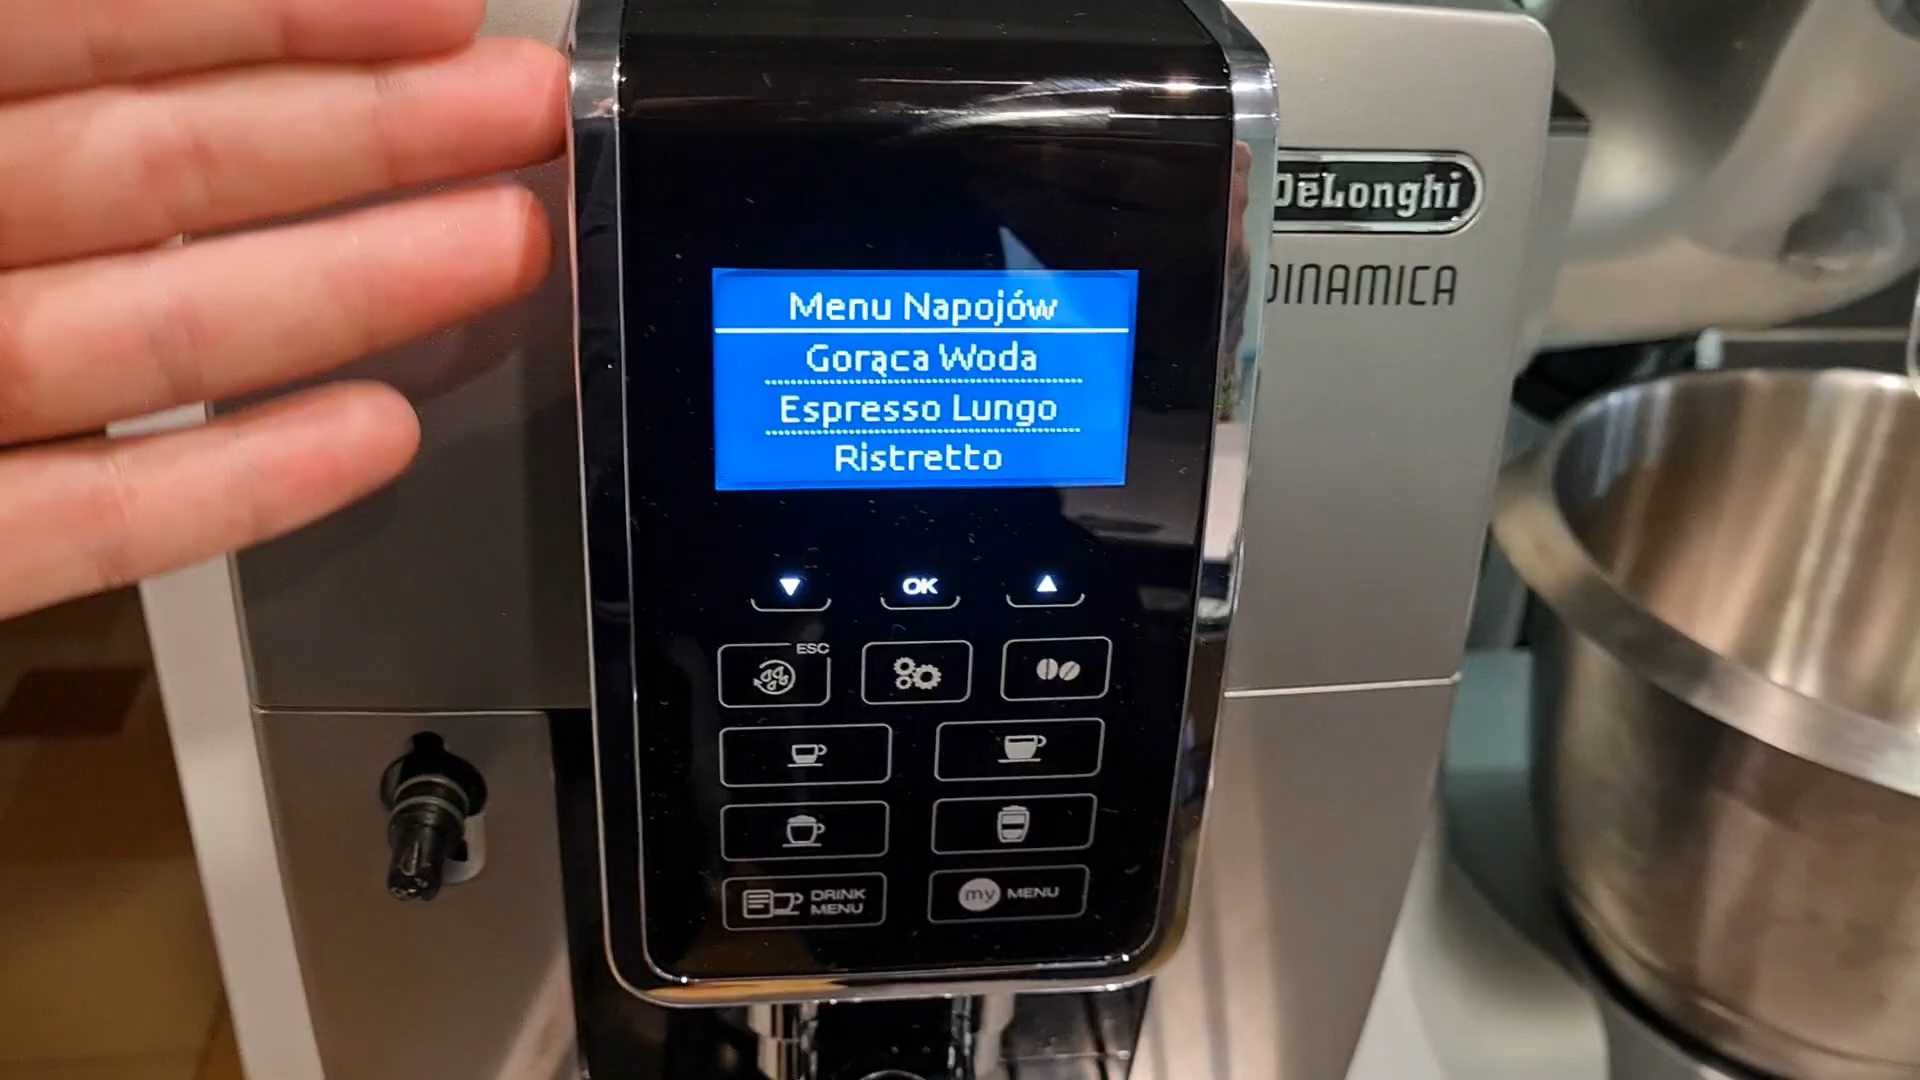 DeLonghi
DINAMICA
Menu Napojów
Gorąca Woda
Espresso Lungo
Ristretto
OK
ESC
DRINK
MENU
my MENU